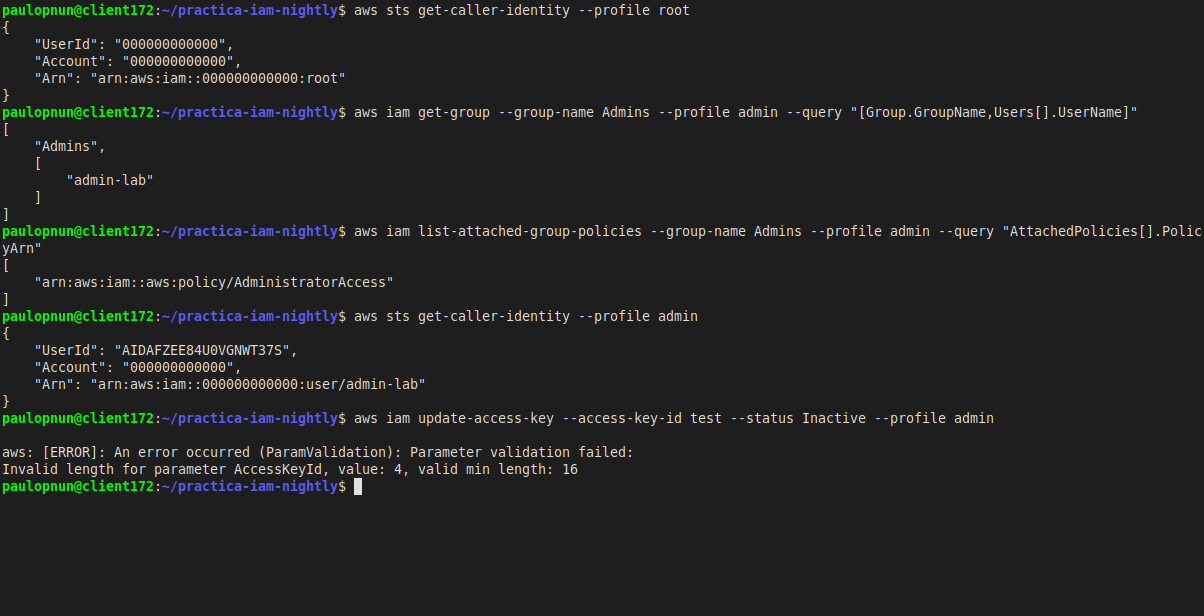 paulopnun@client172:~/practica-iam-nightly$ aws sts get-caller-identity --profile root
{
    "UserId": "000000000000",
    "Account": "000000000000",
    "Arn": "arn:aws:iam::000000000000:root"
}
paulopnun@client172:~/practica-iam-nightly$ aws iam get-group --group-name Admins --profile admin --query "[Group.GroupName,Users[].UserName]"
[
    "Admins",
    [
        "admin-lab"
    ]
]
paulopnun@client172:~/practica-iam-nightly$ aws iam list-attached-group-policies --group-name Admins --profile admin --query "AttachedPolicies[].Polic
yArn"
[
    "arn:aws:iam::aws:policy/AdministratorAccess"
]
paulopnun@client172:~/practica-iam-nightly$ aws sts get-caller-identity --profile admin
{
    "UserId": "AIDAFZEE84U0VGNWT37S",
    "Account": "000000000000",
    "Arn": "arn:aws:iam::000000000000:user/admin-lab"
}
paulopnun@client172:~/practica-iam-nightly$ aws iam update-access-key --access-key-id test --status Inactive --profile admin

aws: [ERROR]: An error occurred (ParamValidation): Parameter validation failed:
Invalid length for parameter AccessKeyId, value: 4, valid min length: 16
paulopnun@client172:~/practica-iam-nightly$